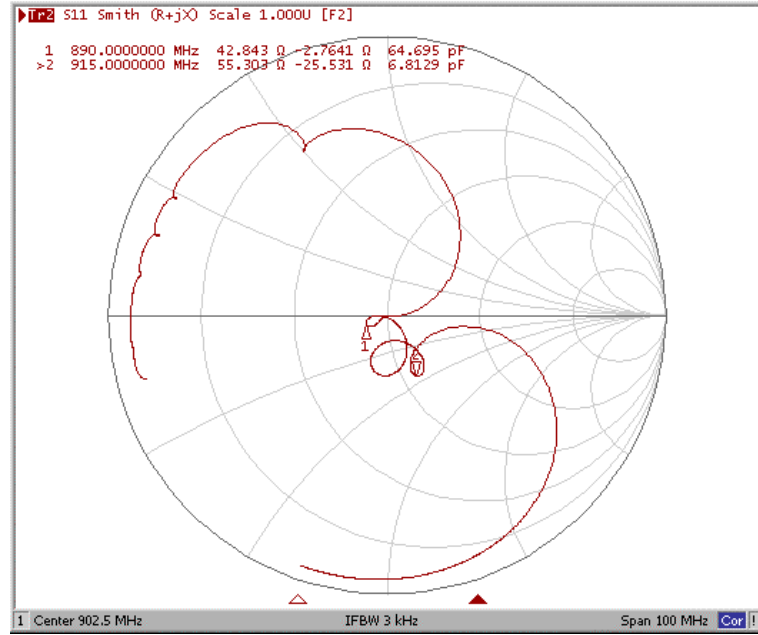 Tr2 S11 Smith (R+jX) Scale 1.000U [F2]
1 890.0000000 MHz 42.843 Ω -2.7641 Ω 64.695 pF
>2 915.0000000 MHz 55.303 Ω -25.531 Ω 6.8129 pF
1
2
1 Center 902.5 MHz IFBW 3 kHz Span 100 MHz Cor !